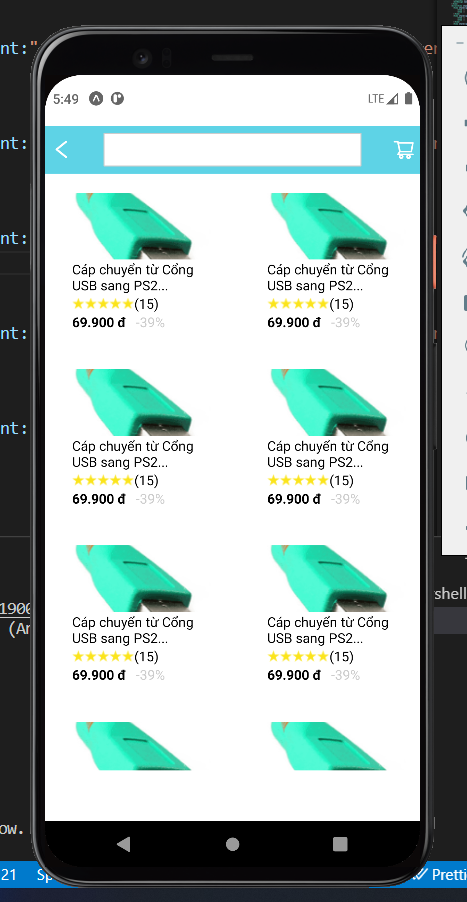 nt:"
5:49
LTE
nt:
Cáp chuyển từ Cổng
USB sang PS2...
★★★★★(15)
69.900 đ -39%
Cáp chuyển từ Cổng
USB sang PS2...
★★★★★(15)
69.900 đ -39%
nt:
nt:
Cáp chuyển từ Cổng
USB sang PS2...
★★★★★(15)
69.900 đ -39%
Cáp chuyển từ Cổng
USB sang PS2...
★★★★★(15)
69.900 đ -39%
nt:
Cáp chuyển từ Cổng
USB sang PS2...
★★★★★(15)
69.900 đ -39%
Cáp chuyển từ Cổng
USB sang PS2...
★★★★★(15)
69.900 đ -39%
shell
1900
(An
ow.
21 Sp
Pretti